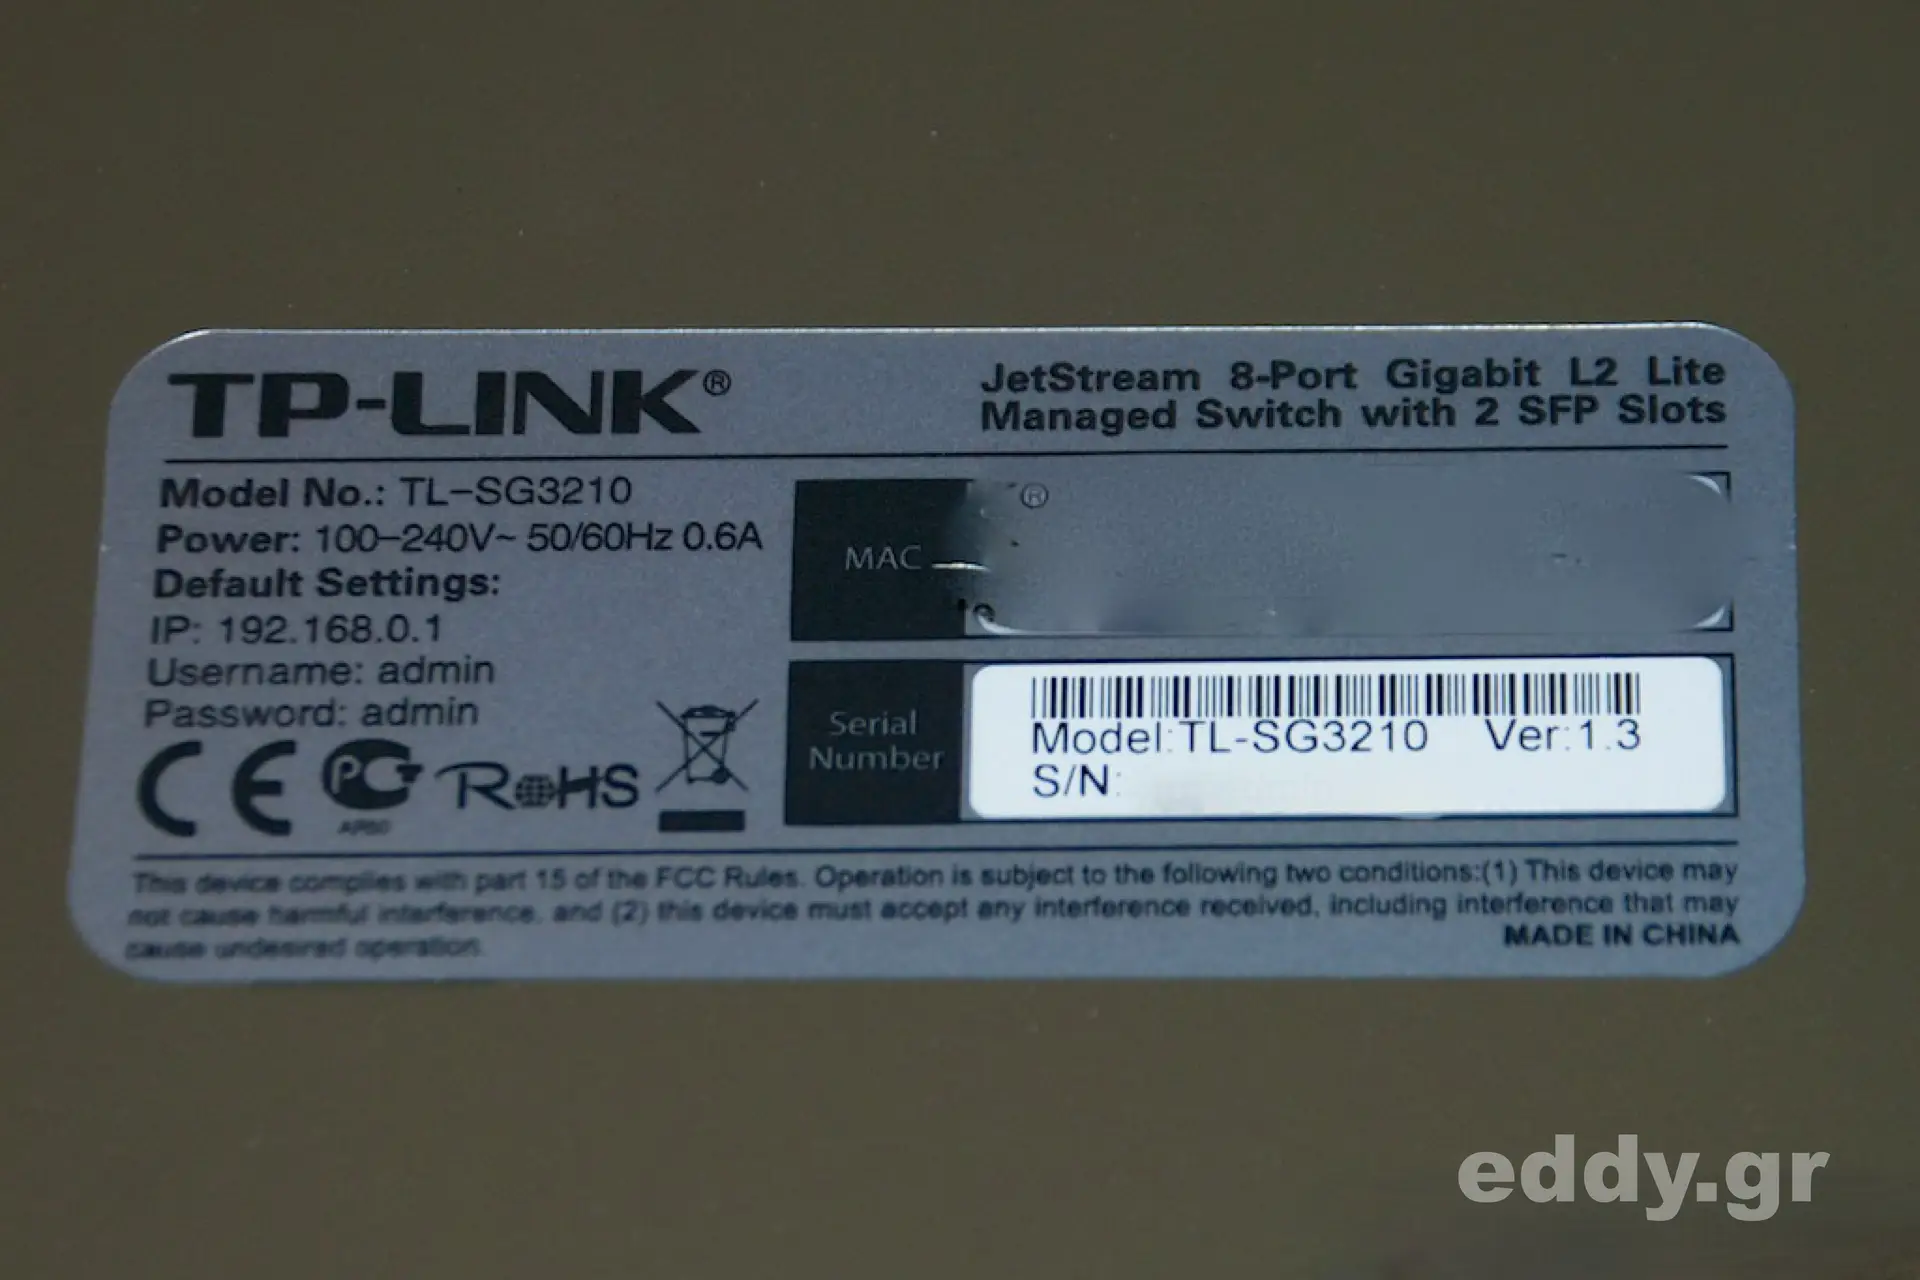 TP-LINK®
JetStream 8-Port Gigabit L2 Lite
Managed Switch with 2 SFP Slots
Model No.: TL-SG3210
Power: 100-240V~ 50/60Hz 0.6A
Default Settings:
IP: 192.168.0.1
Username: admin
Password: admin
CE PG RoHS
MAC
®
Serial
Number
Model:TL-SG3210 Ver:1.3
S/N:
This device complies with part 15 of the FCC Rules. Operation is subject to the following two conditions:(1) This device may
not cause harmful interference, and (2) this device must accept any interference received, including interference that may
cause undesired operation.
MADE IN CHINA
eddy.gr